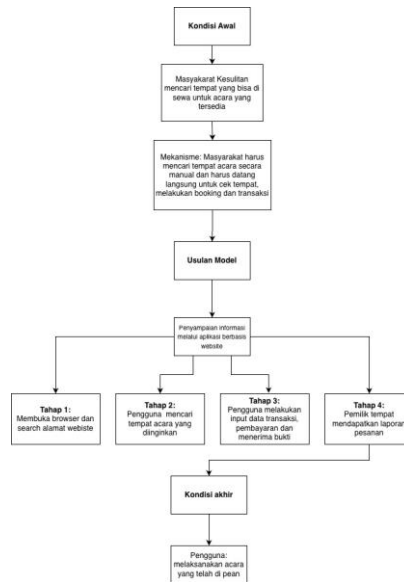 Kondisi Awal
Masyakarat Kesulitan
mencari tempat yang bisa di
sewa untuk acara yang
tersedia
Mekanisme: Masyarakat harus
mencari tempat acara secara
manual dan harus datang
langsung untuk cek tempat,
melakukan booking dan transaksi
Usulan Model
Penyampaian informasi
melalui aplikasi berbasis
website
Tahap 1:
Membuka browser dan
search alamat webiste
Tahap 2:
Pengguna mencari
tempat acara yang
diinginkan
Tahap 3:
Pengguna melakukan
input data transaksi,
pembayaran dan
menerima bukti
Tahap 4:
Pemilik tempat
mendapatkan laporan
pesanan
Kondisi akhir
Pengguna:
melaksanakan acara
yang telah di pean